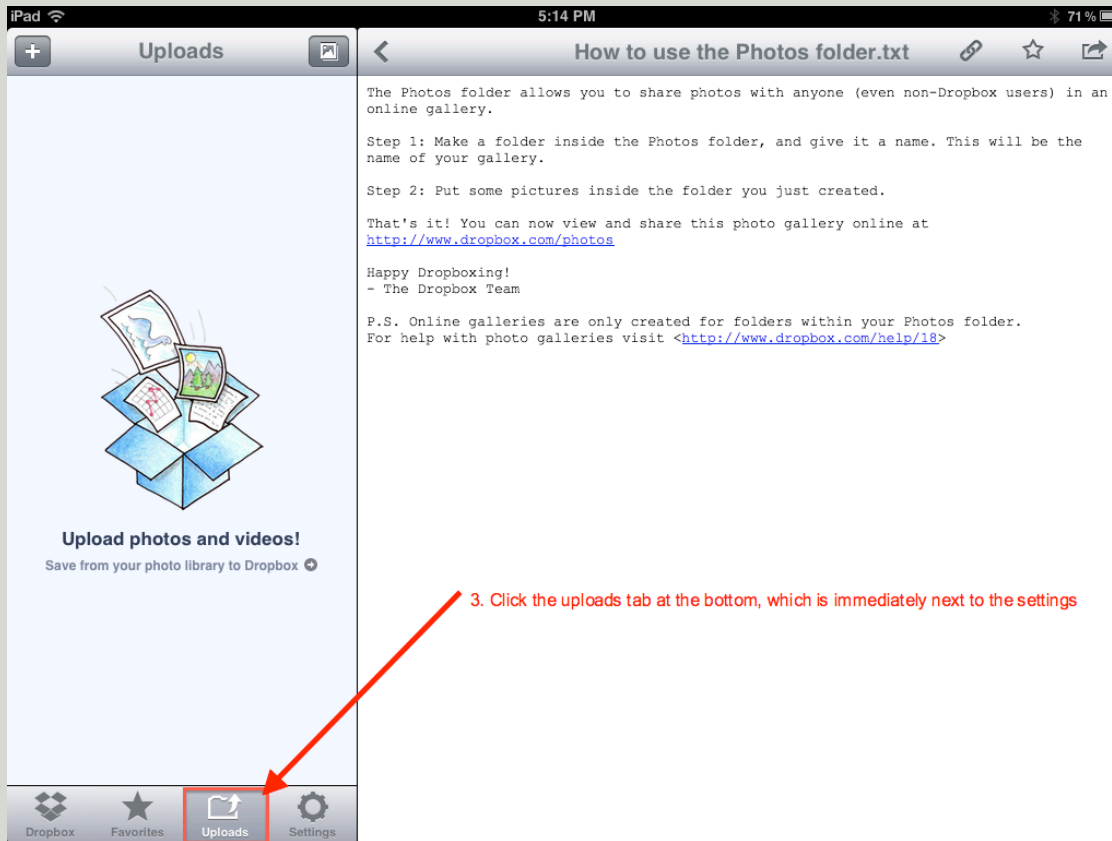 iPad 5:14 PM 71%
Uploads
How to use the Photos folder.txt
The Photos folder allows you to share photos with anyone (even non-Dropbox users) in an
online gallery.
Step 1: Make a folder inside the Photos folder, and give it a name. This will be the
name of your gallery.
Step 2: Put some pictures inside the folder you just created.
That's it! You can now view and share this photo gallery online at
http://www.dropbox.com/photos
Happy Dropboxing!
- The Dropbox Team
P.S. Online galleries are only created for folders within your Photos folder.
For help with photo galleries visit <http://www.dropbox.com/help/18>
Upload photos and videos!
Save from your photo library to Dropbox
3. Click the uploads tab at the bottom, which is immediately next to the settings
Dropbox Favorites Uploads Settings